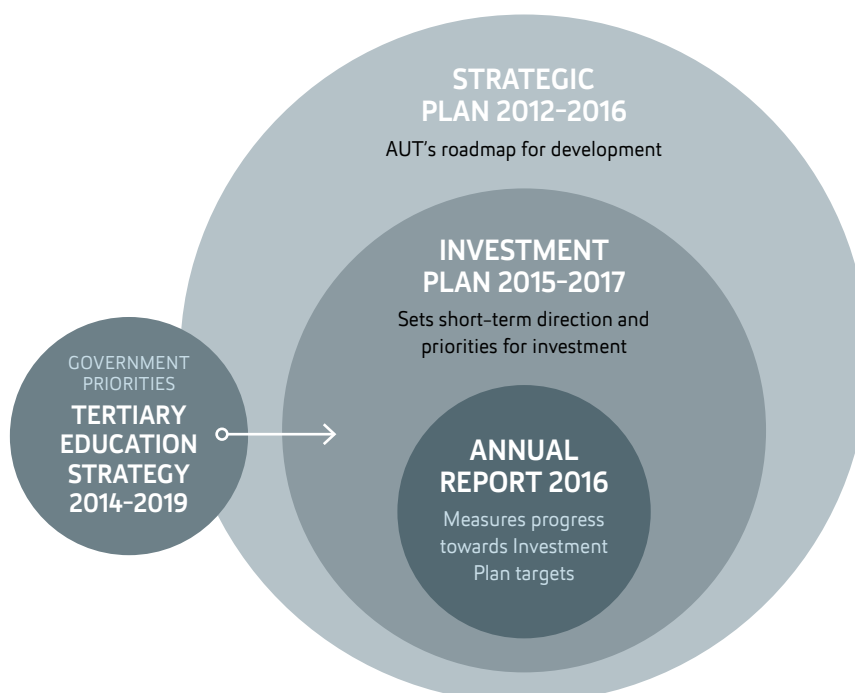 STRATEGIC
PLAN 2012–2016
AUT's roadmap for development
INVESTMENT
PLAN 2015–2017
Sets short-term direction and
priorities for investment
GOVERNMENT
PRIORITIES
TERTIARY
EDUCATION
STRATEGY
2014–2019
ANNUAL
REPORT 2016
Measures progress
towards Investment
Plan targets